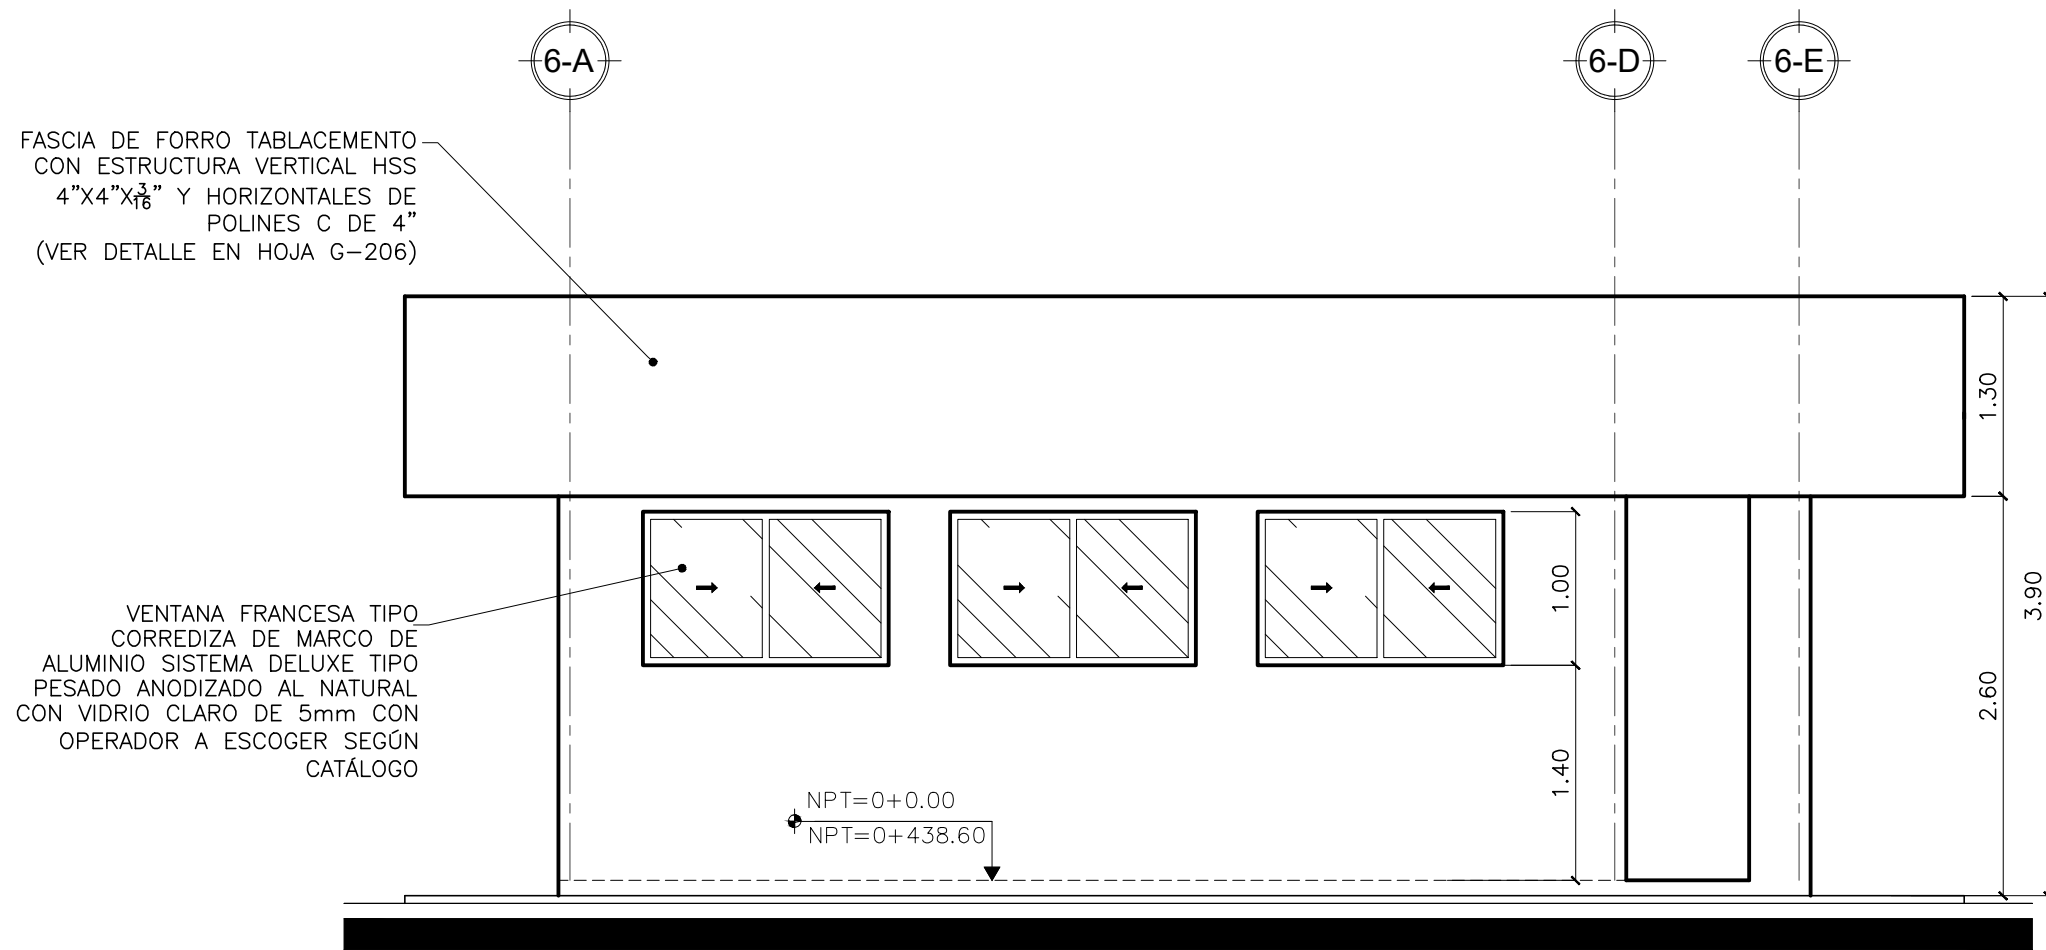 6-A
6-D
6-E
FASCIA DE FORRO TABLACEMENTO
CON ESTRUCTURA VERTICAL HSS
4"X4"X3/16" Y HORIZONTALES DE
POLINES C DE 4"
(VER DETALLE EN HOJA G-206)
1.30
1.00
3.90
VENTANA FRANCESA TIPO
CORREDIZA DE MARCO DE
ALUMINIO SISTEMA DELUXE TIPO
PESADO ANODIZADO AL NATURAL
CON VIDRIO CLARO DE 5mm CON
OPERADOR A ESCOGER SEGÚN
CATÁLOGO
2.60
1.40
NPT=0+0.00
NPT=0+438.60